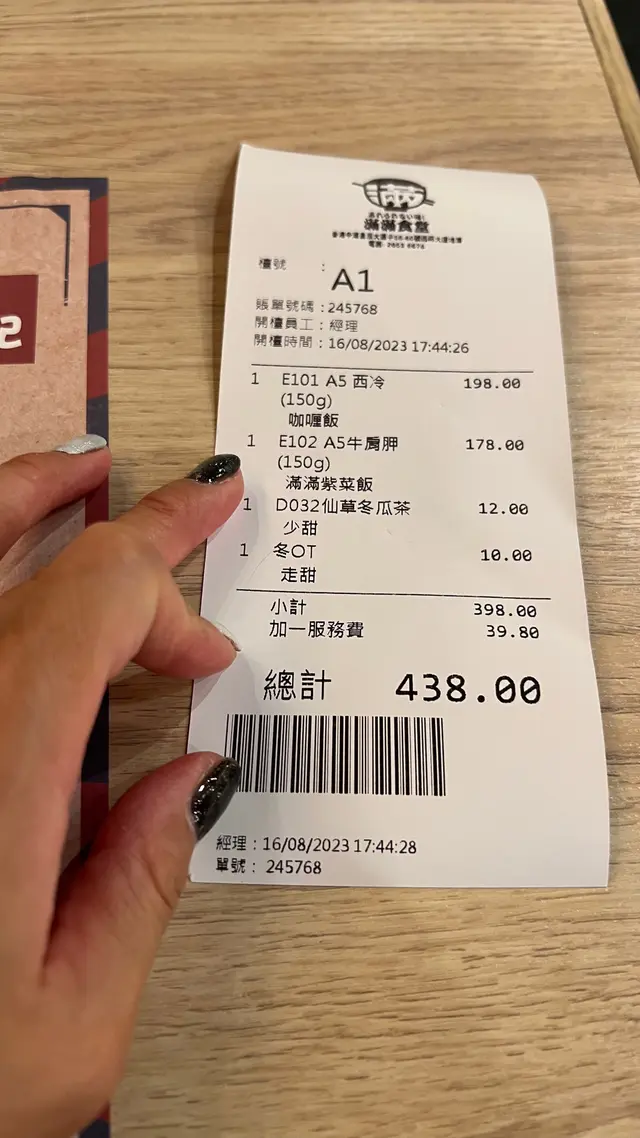 滿滿食堂
檯號 :
A1
賬單號碼 : 245768
開檯員工 : 經理
開檯時間 : 16/08/2023 17:44:26
1 E101 A5 西冷 198.00
(150g)
咖喱飯
1 E102 A5牛肩胛 178.00
(150g)
滿滿紫菜飯
1 D032仙草冬瓜茶 12.00
少甜
1 冬OT 10.00
走甜
小計 398.00
加一服務費 39.80
總計 438.00
經理 : 16/08/2023 17:44:28
單號 : 245768